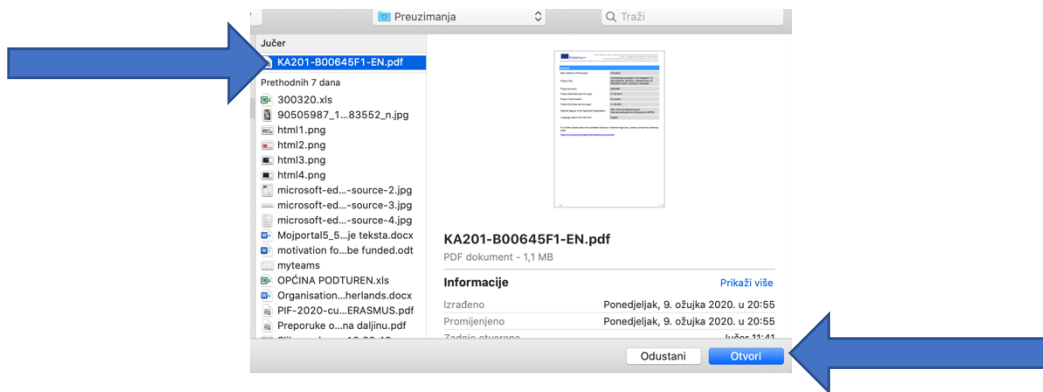 Preuzimanja
Traži
Jučer
KA201-B00645F1-EN.pdf
Prethodnih 7 dana
300320.xls
90505987_1...83552_n.jpg
html1.png
html2.png
html3.png
html4.png
microsoft-ed...-source-2.jpg
microsoft-ed...-source-3.jpg
microsoft-ed...-source-4.jpg
Mojportal5_5...je teksta.docx
motivation fo...be funded.odt
myteams
OPĆINA PODTUREN.xls
Organisation...herlands.docx
PIF-2020-cu...ERASMUS.pdf
Preporuke o...na daljinu.pdf
Erasmus+
KA201-B00645F1-EN.pdf
PDF dokument - 1,1 MB
Informacije
Prikaži više
Izrađeno Ponedjeljak, 9. ožujka 2020. u 20:55
Promijenjeno Ponedjeljak, 9. ožujka 2020. u 20:55
Zadnje otvoreno Jučer 11:41
Odustani
Otvori